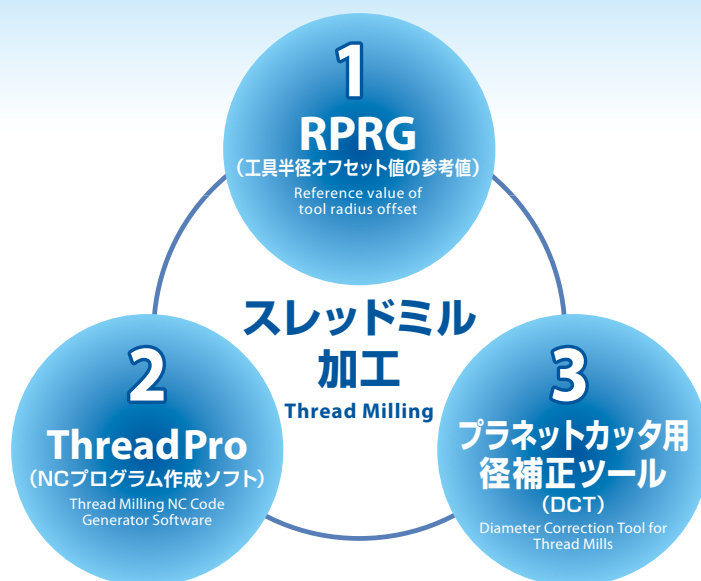 1
RPRG
（工具半径オフセット値の参考値）
Reference value of
tool radius offset
スレッドミル
加工
Thread Milling
2
ThreadPro
（NCプログラム作成ソフト）
Thread Milling NC Code
Generator Software
3
プラネットカッタ用
径補正ツール
（DCT）
Diameter Correction Tool for
Thread Mills